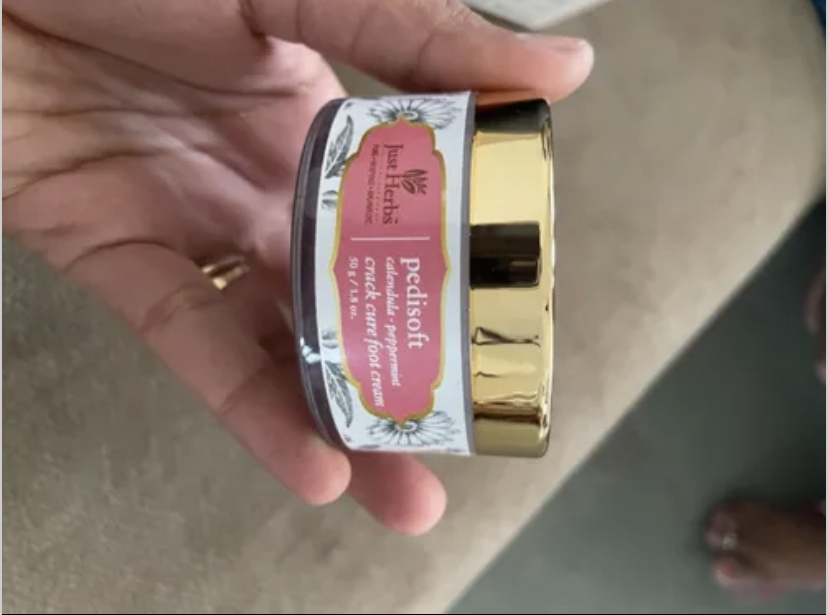 Just Herbs
pedisoft
calendula - peppermint
crack cure foot cream
50 g / 1.8 oz.